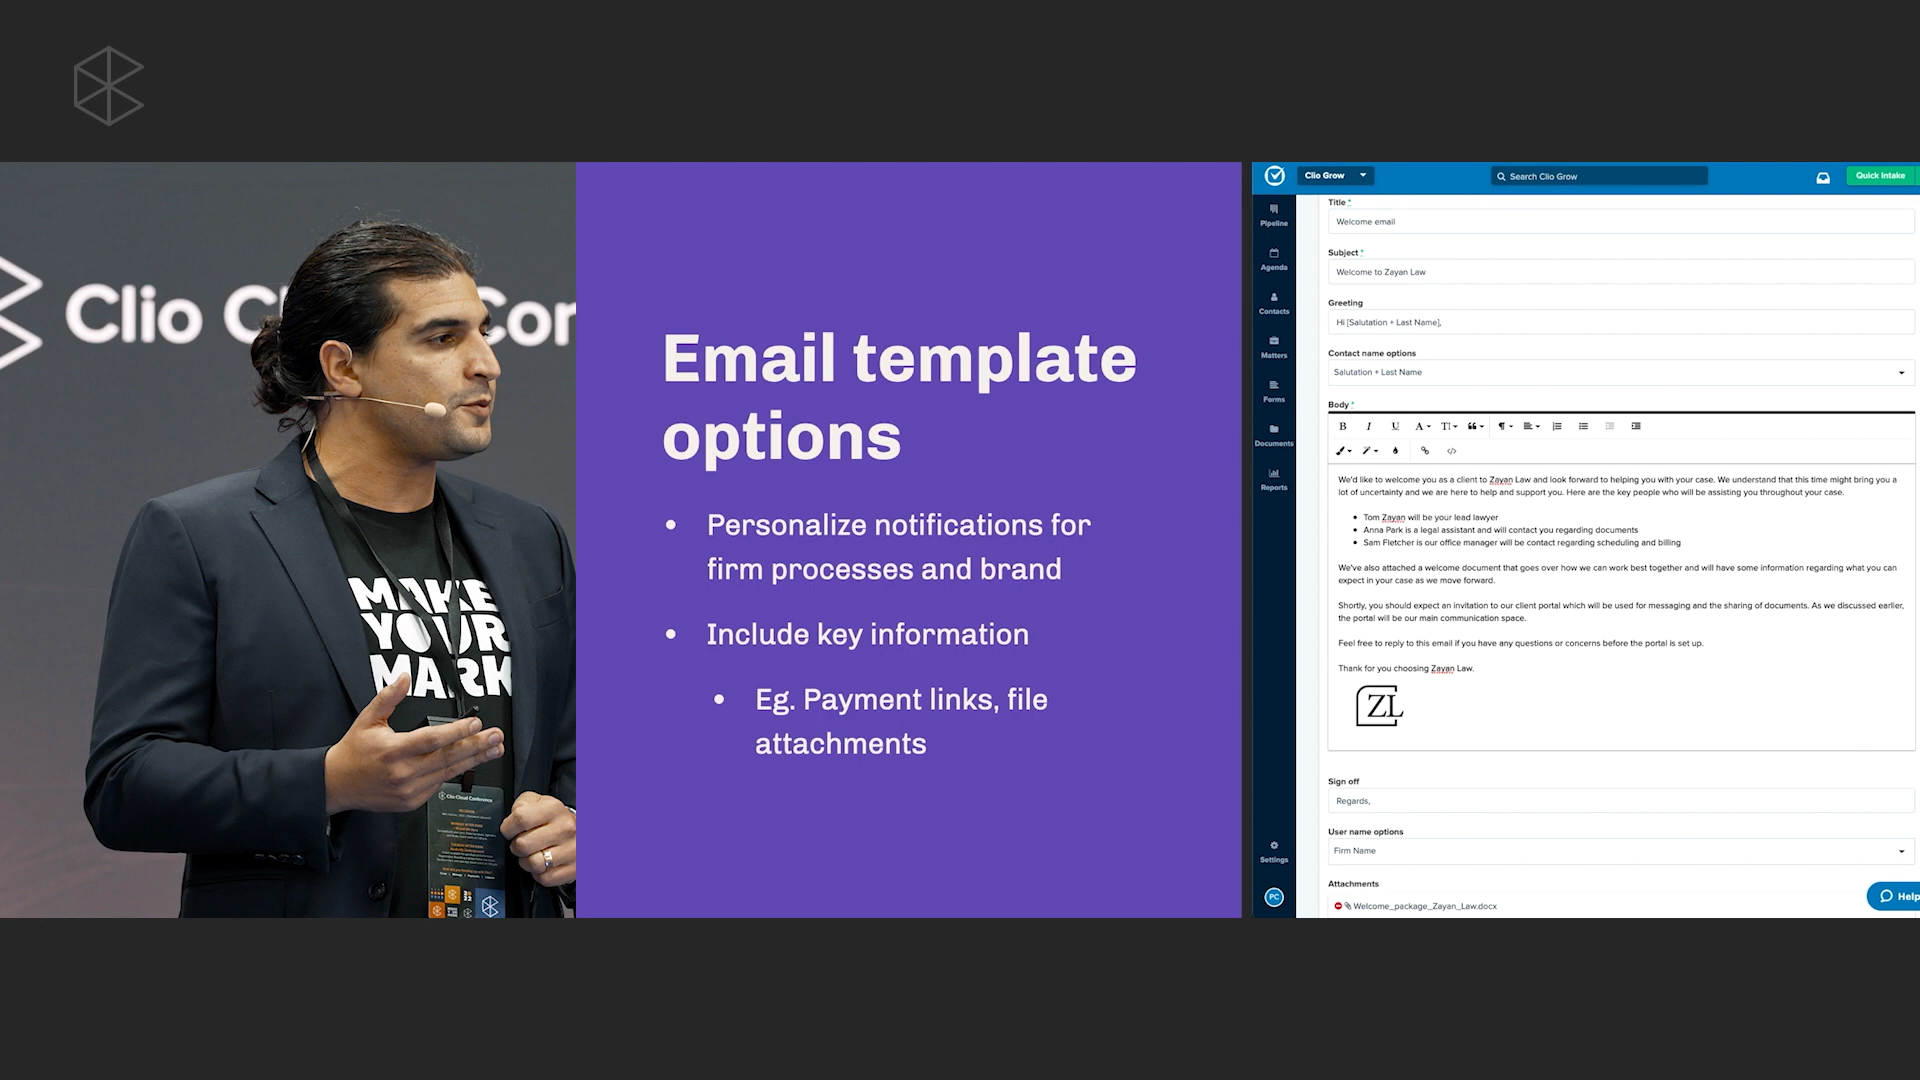 Clio C
Con
MAKE
YOUR
MARK
Clio Cloud Conference
Email template
options
• Personalize notifications for
firm processes and brand
• Include key information
• Eg. Payment links, file
attachments
Clio Grow
Search Clio Grow
Quick Intake
Pipeline
Agenda
Contacts
Matters
Forms
Documents
Reports
Settings
PC
Title *
Welcome email
Subject *
Welcome to Zayan Law
Greeting
Hi [Salutation + Last Name],
Contact name options
Salutation + Last Name
Body *
B I U A TI
We'd like to welcome you as a client to Zayan Law and look forward to helping you with your case. We understand that this time might bring you a
lot of uncertainty and we are here to help and support you. Here are the key people who will be assisting you throughout your case.
• Tom Zayan will be your lead lawyer
• Anna Park is a legal assistant and will contact you regarding documents
• Sam Fletcher is our office manager will be contact regarding scheduling and billing
We've also attached a welcome document that goes over how we can work best together and will have some information regarding what you can
expect in your case as we move forward.
Shortly, you should expect an invitation to our client portal which will be used for messaging and the sharing of documents. As we discussed earlier,
the portal will be our main communication space.
Feel free to reply to this email if you have any questions or concerns before the portal is set up.
Thank for you choosing Zayan Law.
ZL
Sign off
Regards,
User name options
Firm Name
Attachments
Welcome_package_Zayan_Law.docx
Help